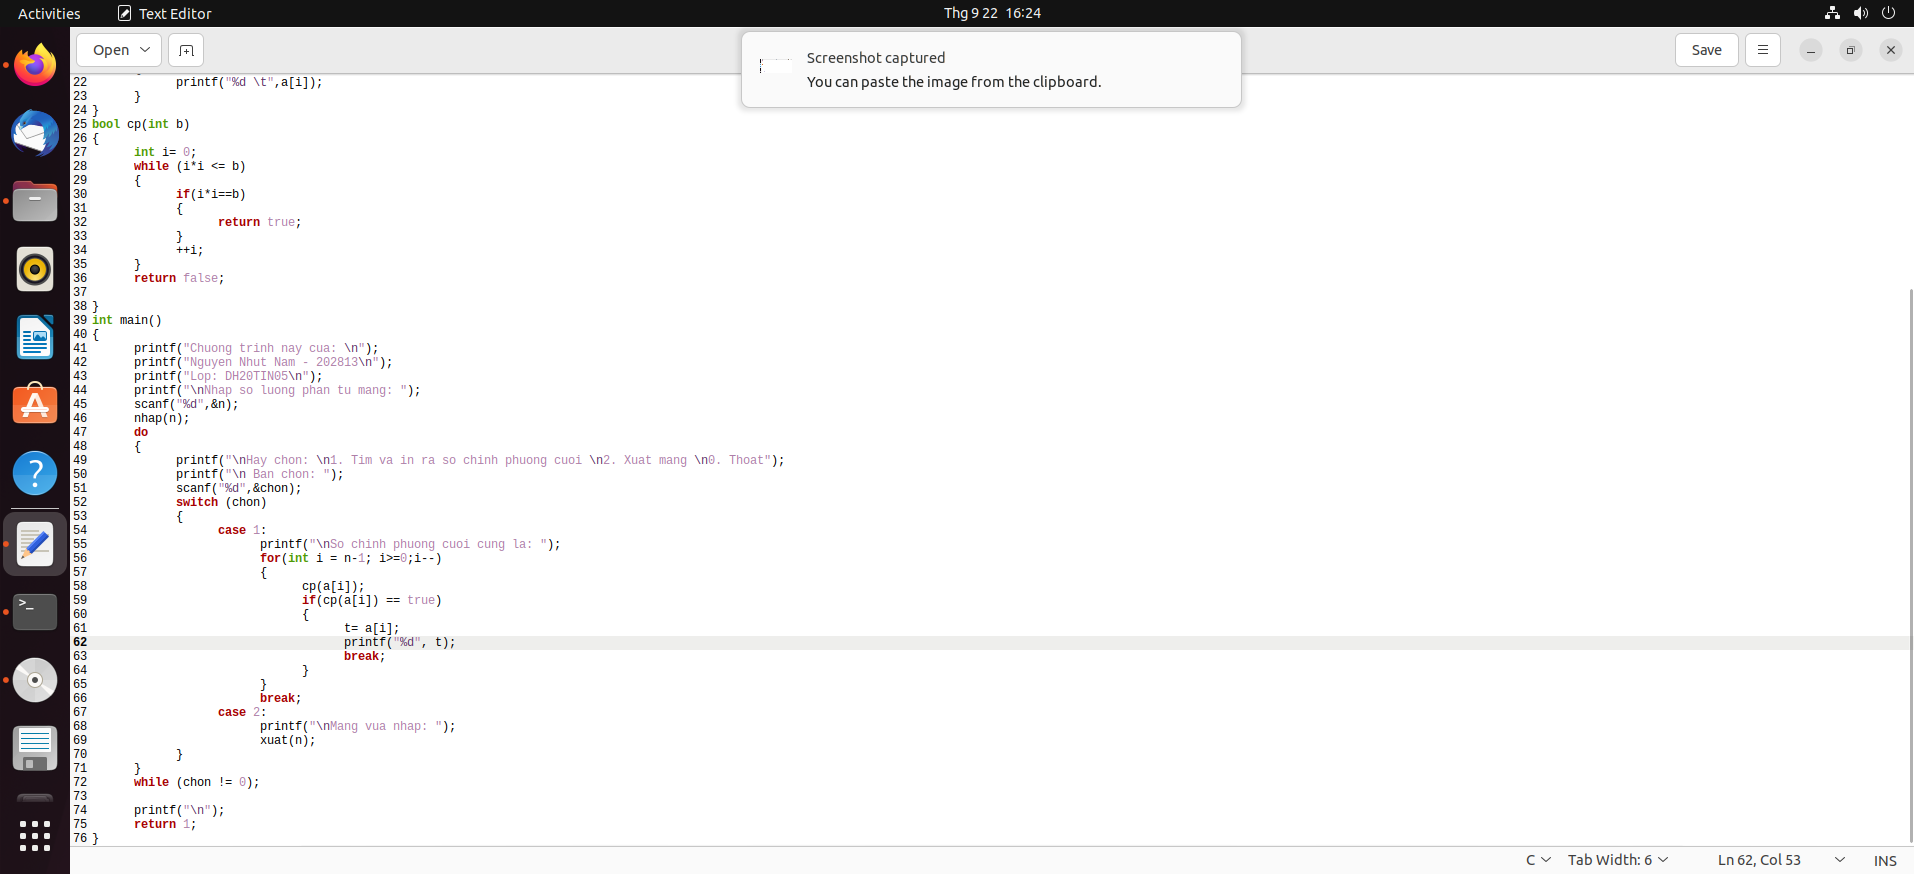 Activities
Text Editor
Thg 9 22 16:24
Open
Save
Screenshot captured
You can paste the image from the clipboard.
22 printf("%d \t",a[i]);
23 }
24 }
25 bool cp(int b)
26 {
27 int i= 0;
28 while (i*i <= b)
29 {
30 if(i*i==b)
31 {
32 return true;
33 }
34 ++i;
35 }
36 return false;
37
38 }
39 int main()
40 {
41 printf("Chuong trinh nay cua: \n");
42 printf("Nguyen Nhut Nam - 202813\n");
43 printf("Lop: DH20TIN05\n");
44 printf("\nNhap so luong phan tu mang: ");
45 scanf("%d",&n);
46 nhap(n);
47 do
48 {
49 printf("\nHay chon: \n1. Tim va in ra so chinh phuong cuoi \n2. Xuat mang \n0. Thoat");
50 printf("\n Ban chon: ");
51 scanf("%d",&chon);
52 switch (chon)
53 {
54 case 1:
55 printf("\nSo chinh phuong cuoi cung la: ");
56 for(int i = n-1; i>=0;i--)
57 {
58 cp(a[i]);
59 if(cp(a[i]) == true)
60 {
61 t= a[i];
62 printf("%d", t);
63 break;
64 }
65 }
66 break;
67 case 2:
68 printf("\nMang vua nhap: ");
69 xuat(n);
70 }
71 }
72 while (chon != 0);
73
74 printf("\n");
75 return 1;
76 }
C
Tab Width: 6
Ln 62, Col 53
INS